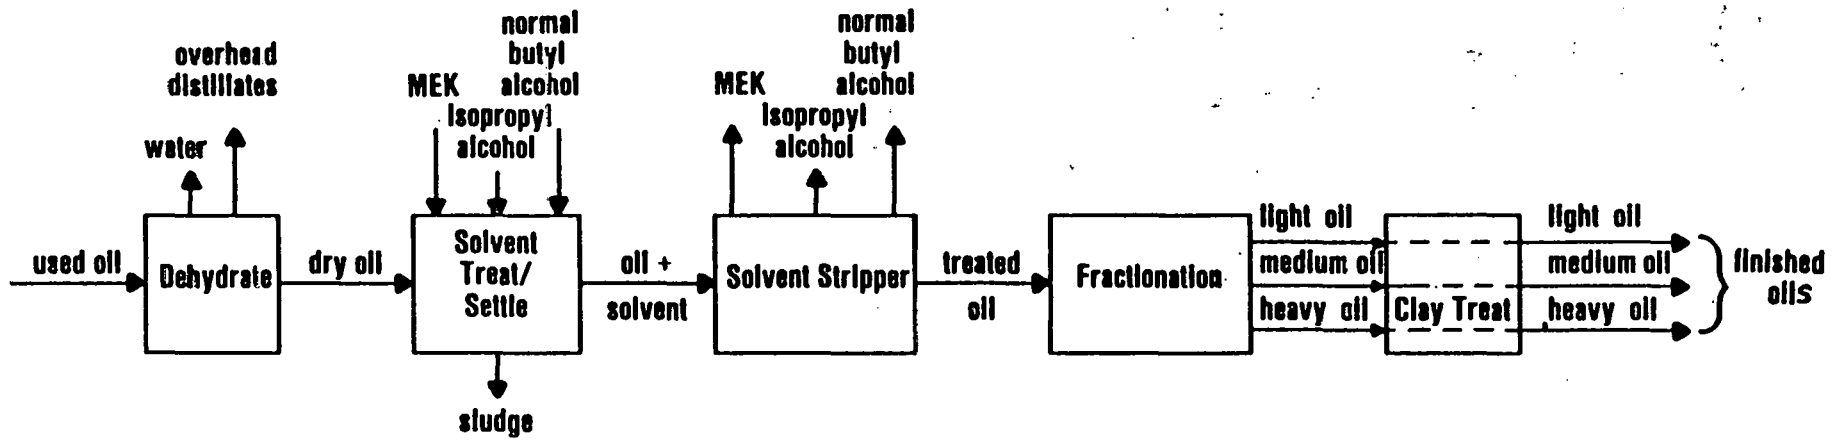 overhead
distillates
water
used oil
Dehydrate
dry oil
MEK
normal
butyl
alcohol
Isopropyl
alcohol
Solvent
Treat/
Settle
sludge
oil +
solvent
MEK
normal
butyl
alcohol
Isopropyl
alcohol
Solvent Stripper
treated
oil
Fractionation
light oil
medium oil
heavy oil
Clay Treat
light oil
medium oil
heavy oil
finished
oils